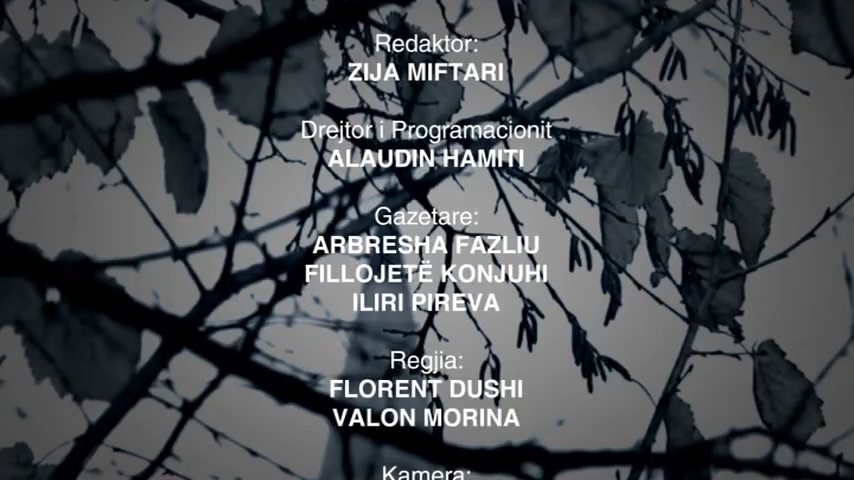 Redaktor:
ZIJA MIFTARI
Drejtor i Programacionit
ALAUDIN HAMITI
Gazetare:
ARBRESHA FAZLIU
FILLOJETË KONJUHI
ILIRI PIREVA
Regjia:
FLORENT DUSHI
VALON MORINA
Kamera: